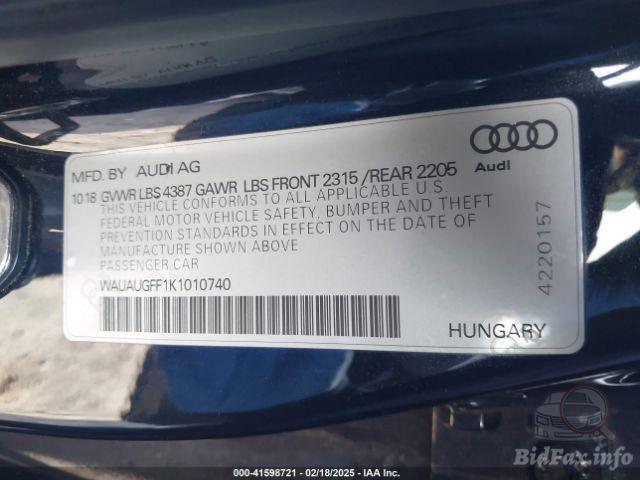 MFD. BY AUDI AG
10 18 GVWR LBS 4387 GAWR LBS FRONT 2315 /REAR 2205
THIS VEHICLE CONFORMS TO ALL APPLICABLE U.S.
FEDERAL MOTOR VEHICLE SAFETY, BUMPER AND THEFT
PREVENTION STANDARDS IN EFFECT ON THE DATE OF
MANUFACTURE SHOWN ABOVE
PASSENGER CAR
WAUAUGFF1K1010740
Audi
4220157
HUNGARY
BidFax.info
000-41598721 - 02/18/2025 - IAA Inc.